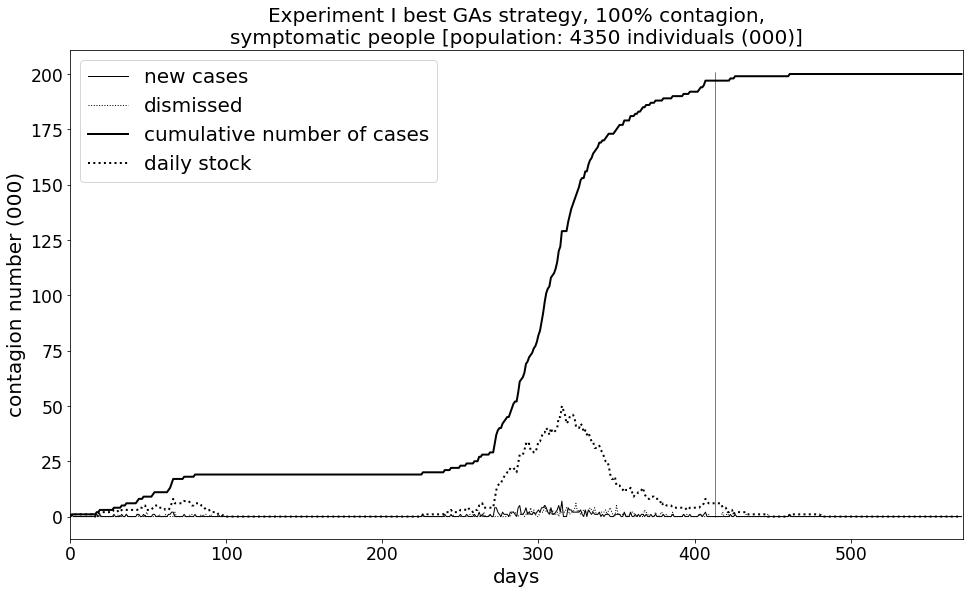 Experiment I best GAs strategy, 100% contagion,
symptomatic people [population: 4350 individuals (000)]
new cases
dismissed
cumulative number of cases
daily stock
contagion number (000)
200
175
150
125
100
75
50
25
0
0 100 200 300 400 500
days